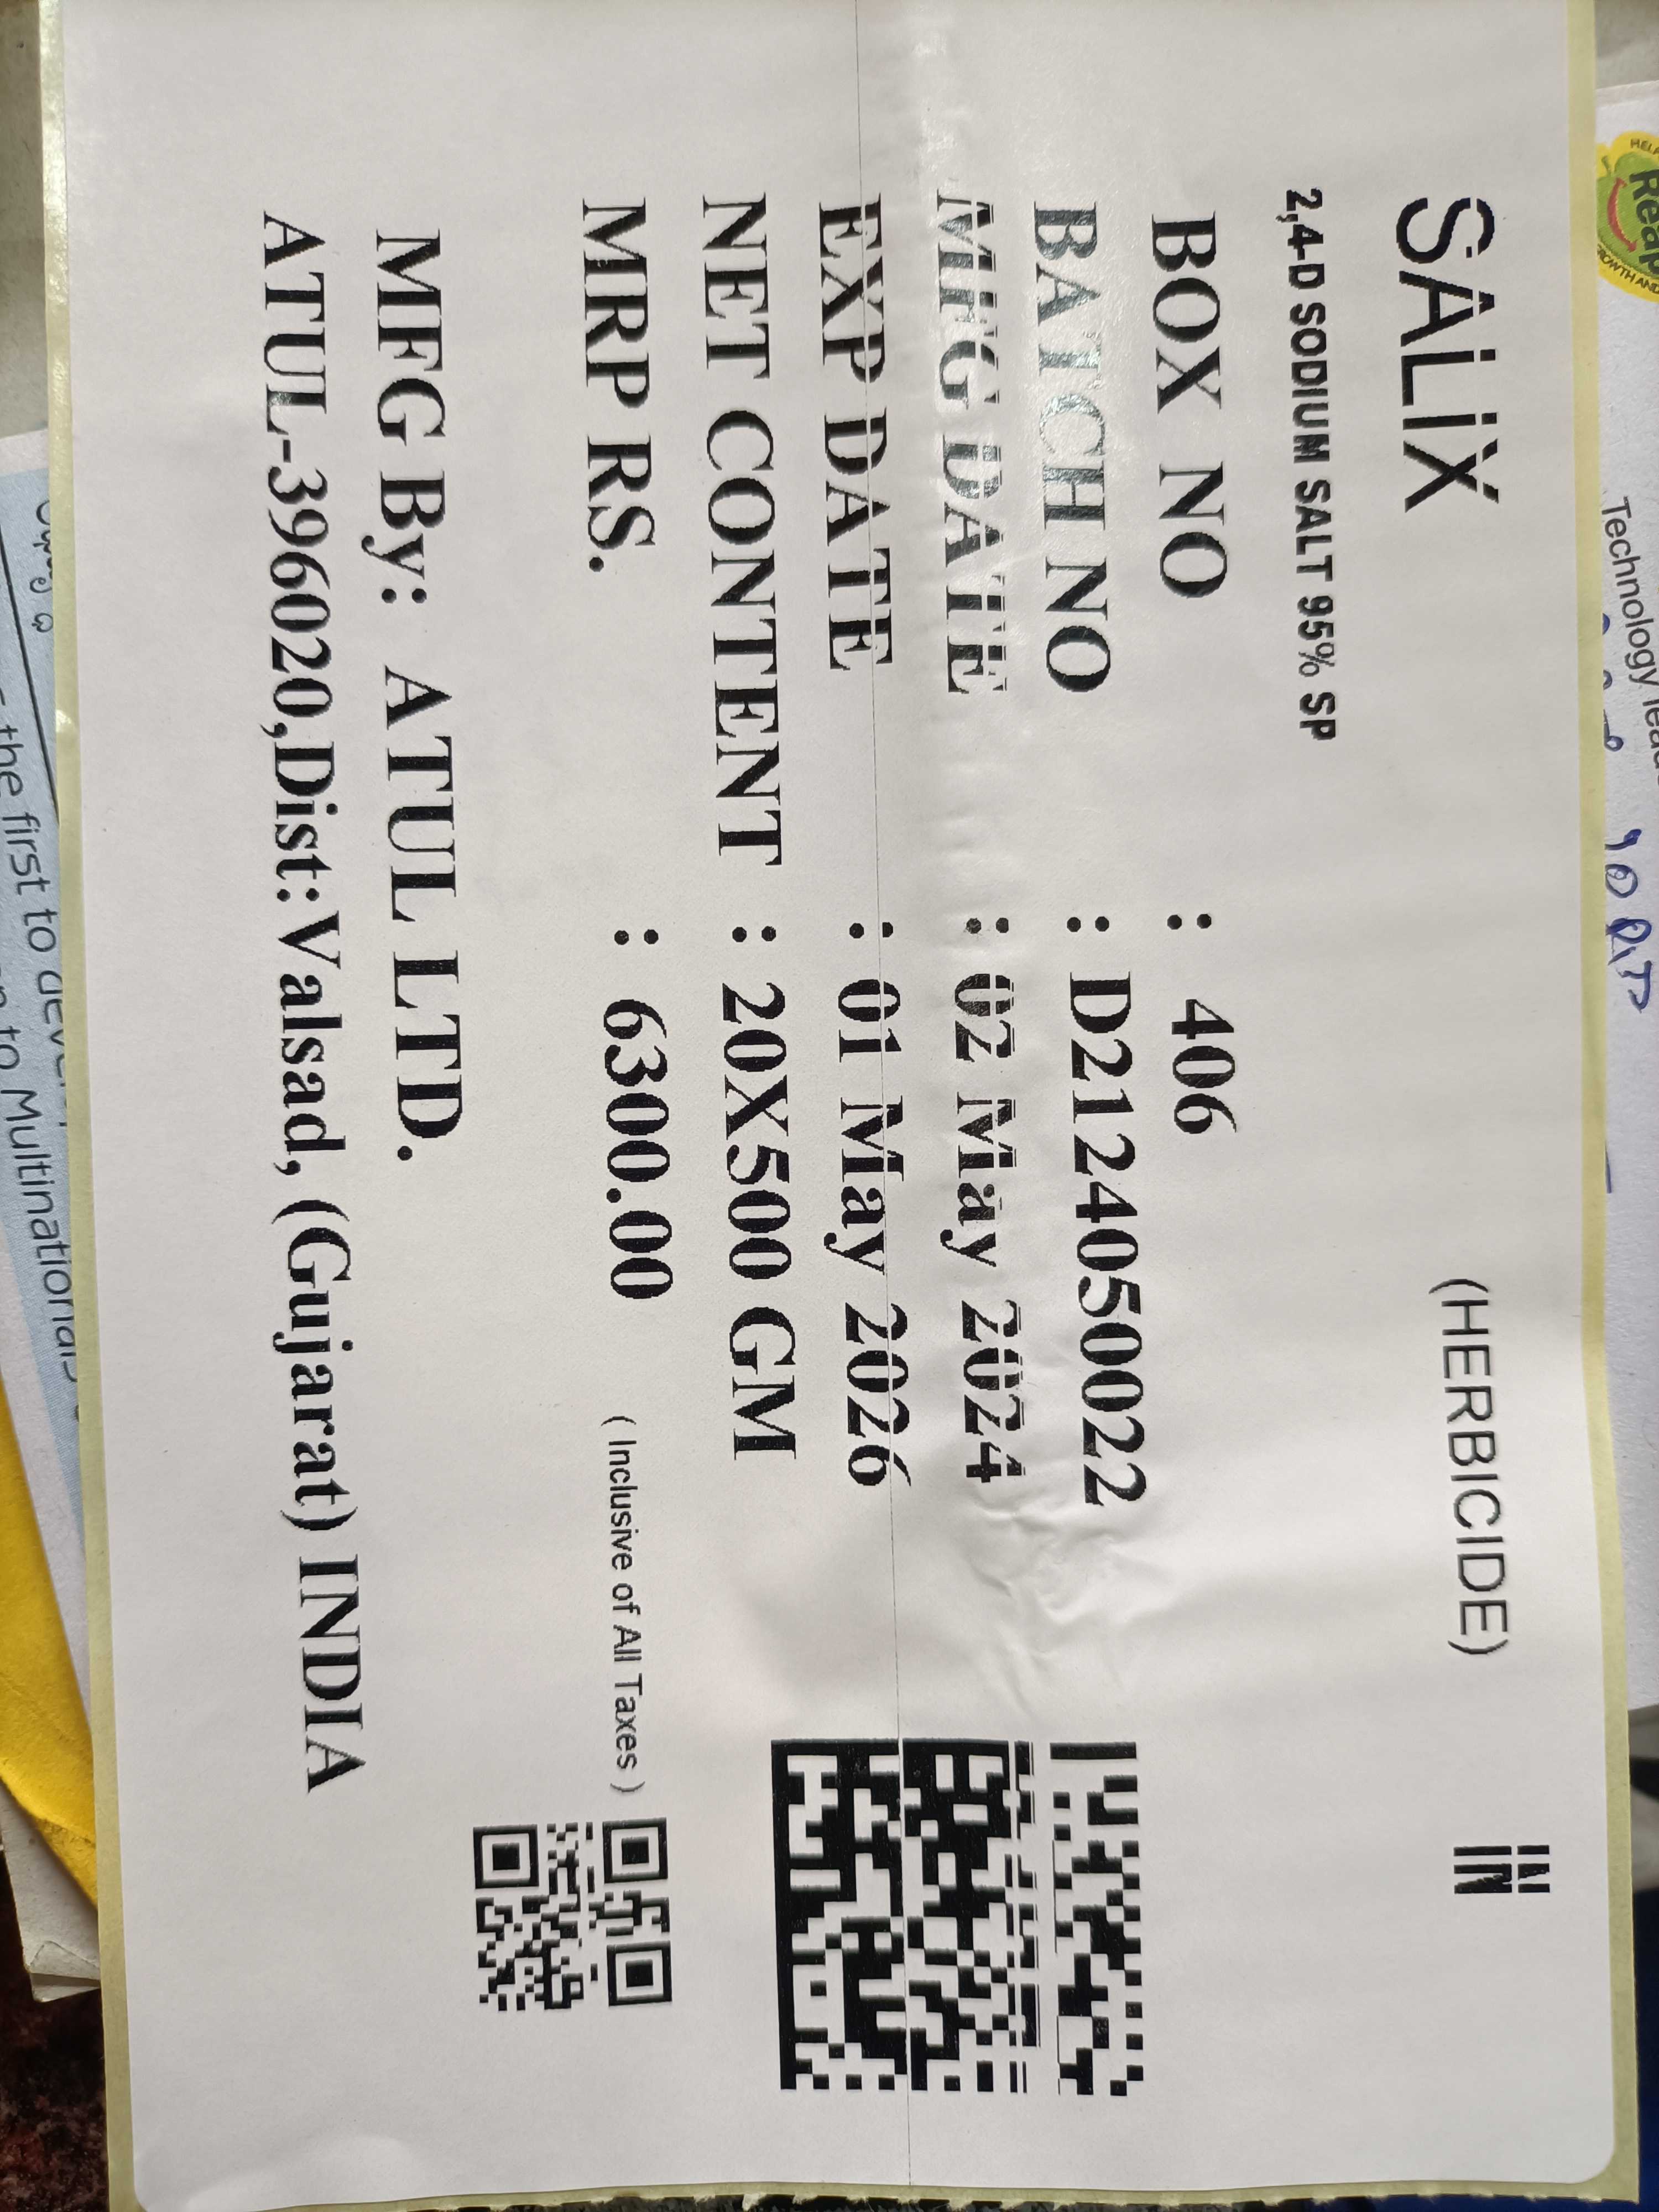 SALIX (HERBICIDE) IN
2,4-D SODIUM SALT 95% SP
BOX NO : 406
BATCH NO : D2124050022
MFG DATE : 02 May 2024
EXP DATE : 01 May 2026
NET CONTENT : 20X500 GM
MRP RS. : 6300.00 ( Inclusive of All Taxes )
MFG By: ATUL LTD.
ATUL-396020,Dist:Valsad, (Gujarat) INDIA
Technology
the first to
to Multinationals